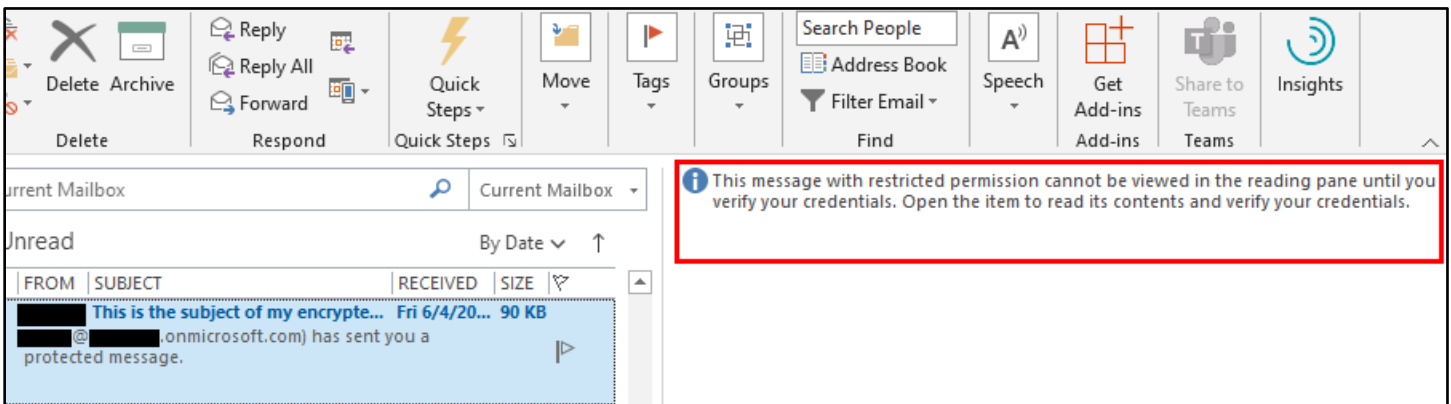 Delete
Archive
Reply
Reply All
Forward
Quick
Steps
Move
Tags
Groups
Search People
Address Book
Filter Email
A
Speech
Get
Add-ins
T
Share to
Teams
Insights
Delete
Respond
Quick Steps
Find
Add-ins
Teams
urrent Mailbox
Current Mailbox
Unread
By Date
FROM
SUBJECT
RECEIVED
SIZE
This is the subject of my encrypte...
Fri 6/4/20...
90 KB
@ .onmicrosoft.com) has sent you a
protected message.
This message with restricted permission cannot be viewed in the reading pane until you
verify your credentials. Open the item to read its contents and verify your credentials.